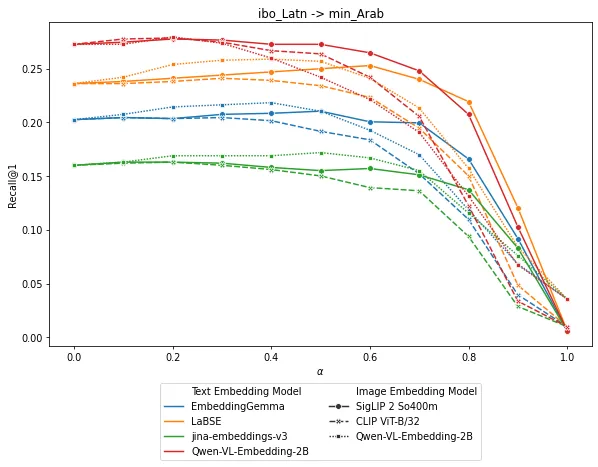 ibo_Latn -> min_Arab
Recall@1
0.25
0.20
0.15
0.10
0.05
0.00
0.0 0.2 0.4 0.6 0.8 1.0
α
Text Embedding Model Image Embedding Model
EmbeddingGemma SigLIP 2 So400m
LaBSE CLIP ViT-B/32
jina-embeddings-v3 Qwen-VL-Embedding-2B
Qwen-VL-Embedding-2B